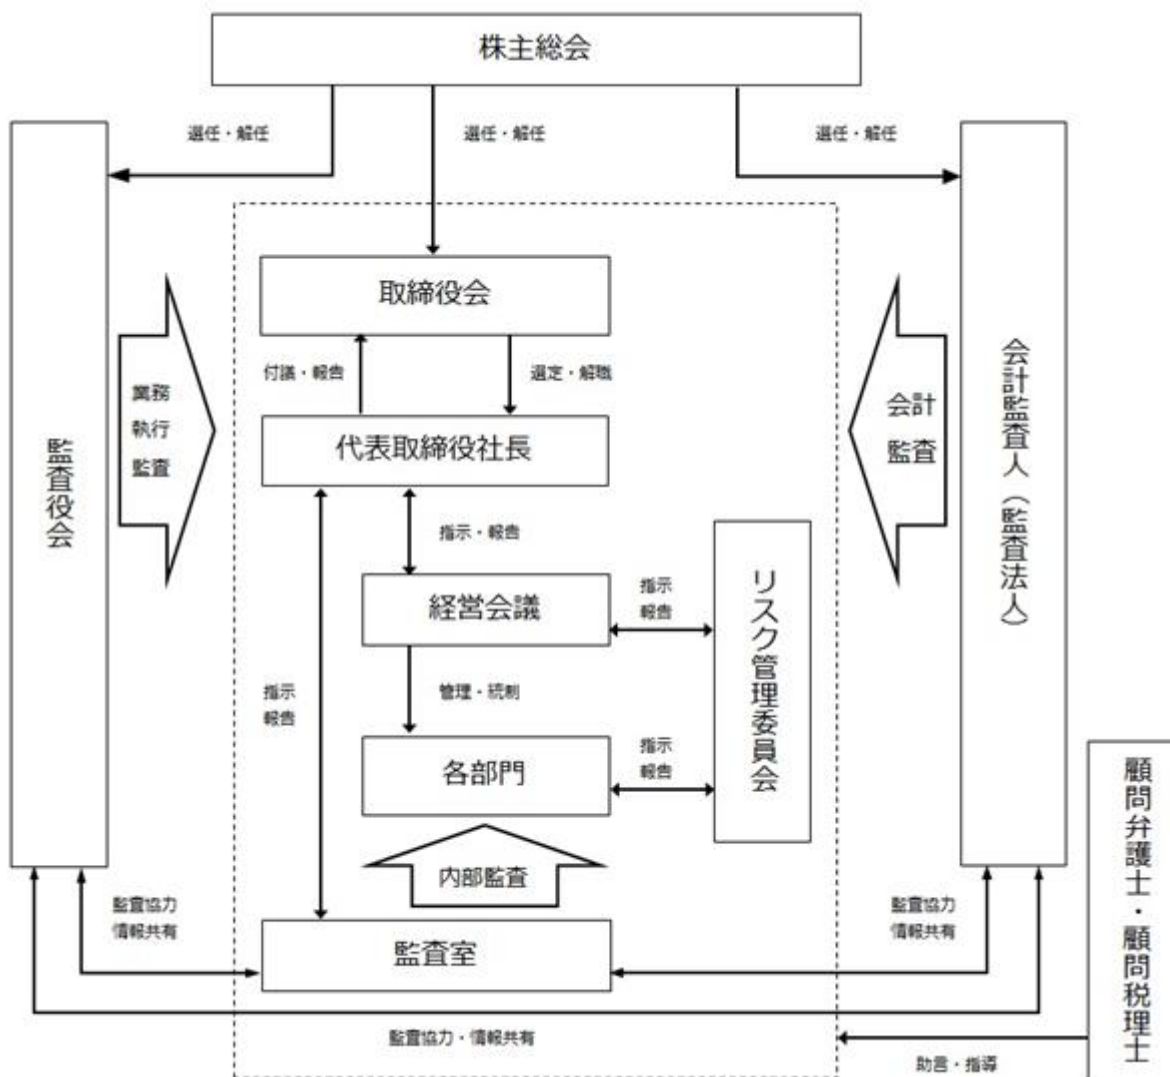 株主総会
選任・解任
選任・解任
選任・解任
取締役会
付議・報告
選定・解職
業務
執行
監査
会計
監査
監査役会
会計監査人（監査法人）
代表取締役社長
指示・報告
経営会議
指示
報告
リスク管理委員会
指示
報告
管理・統制
各部門
指示
報告
内部監査
監査協力
情報共有
監査室
監査協力
情報共有
監査協力・情報共有
顧問弁護士・顧問税理士
助言・指導